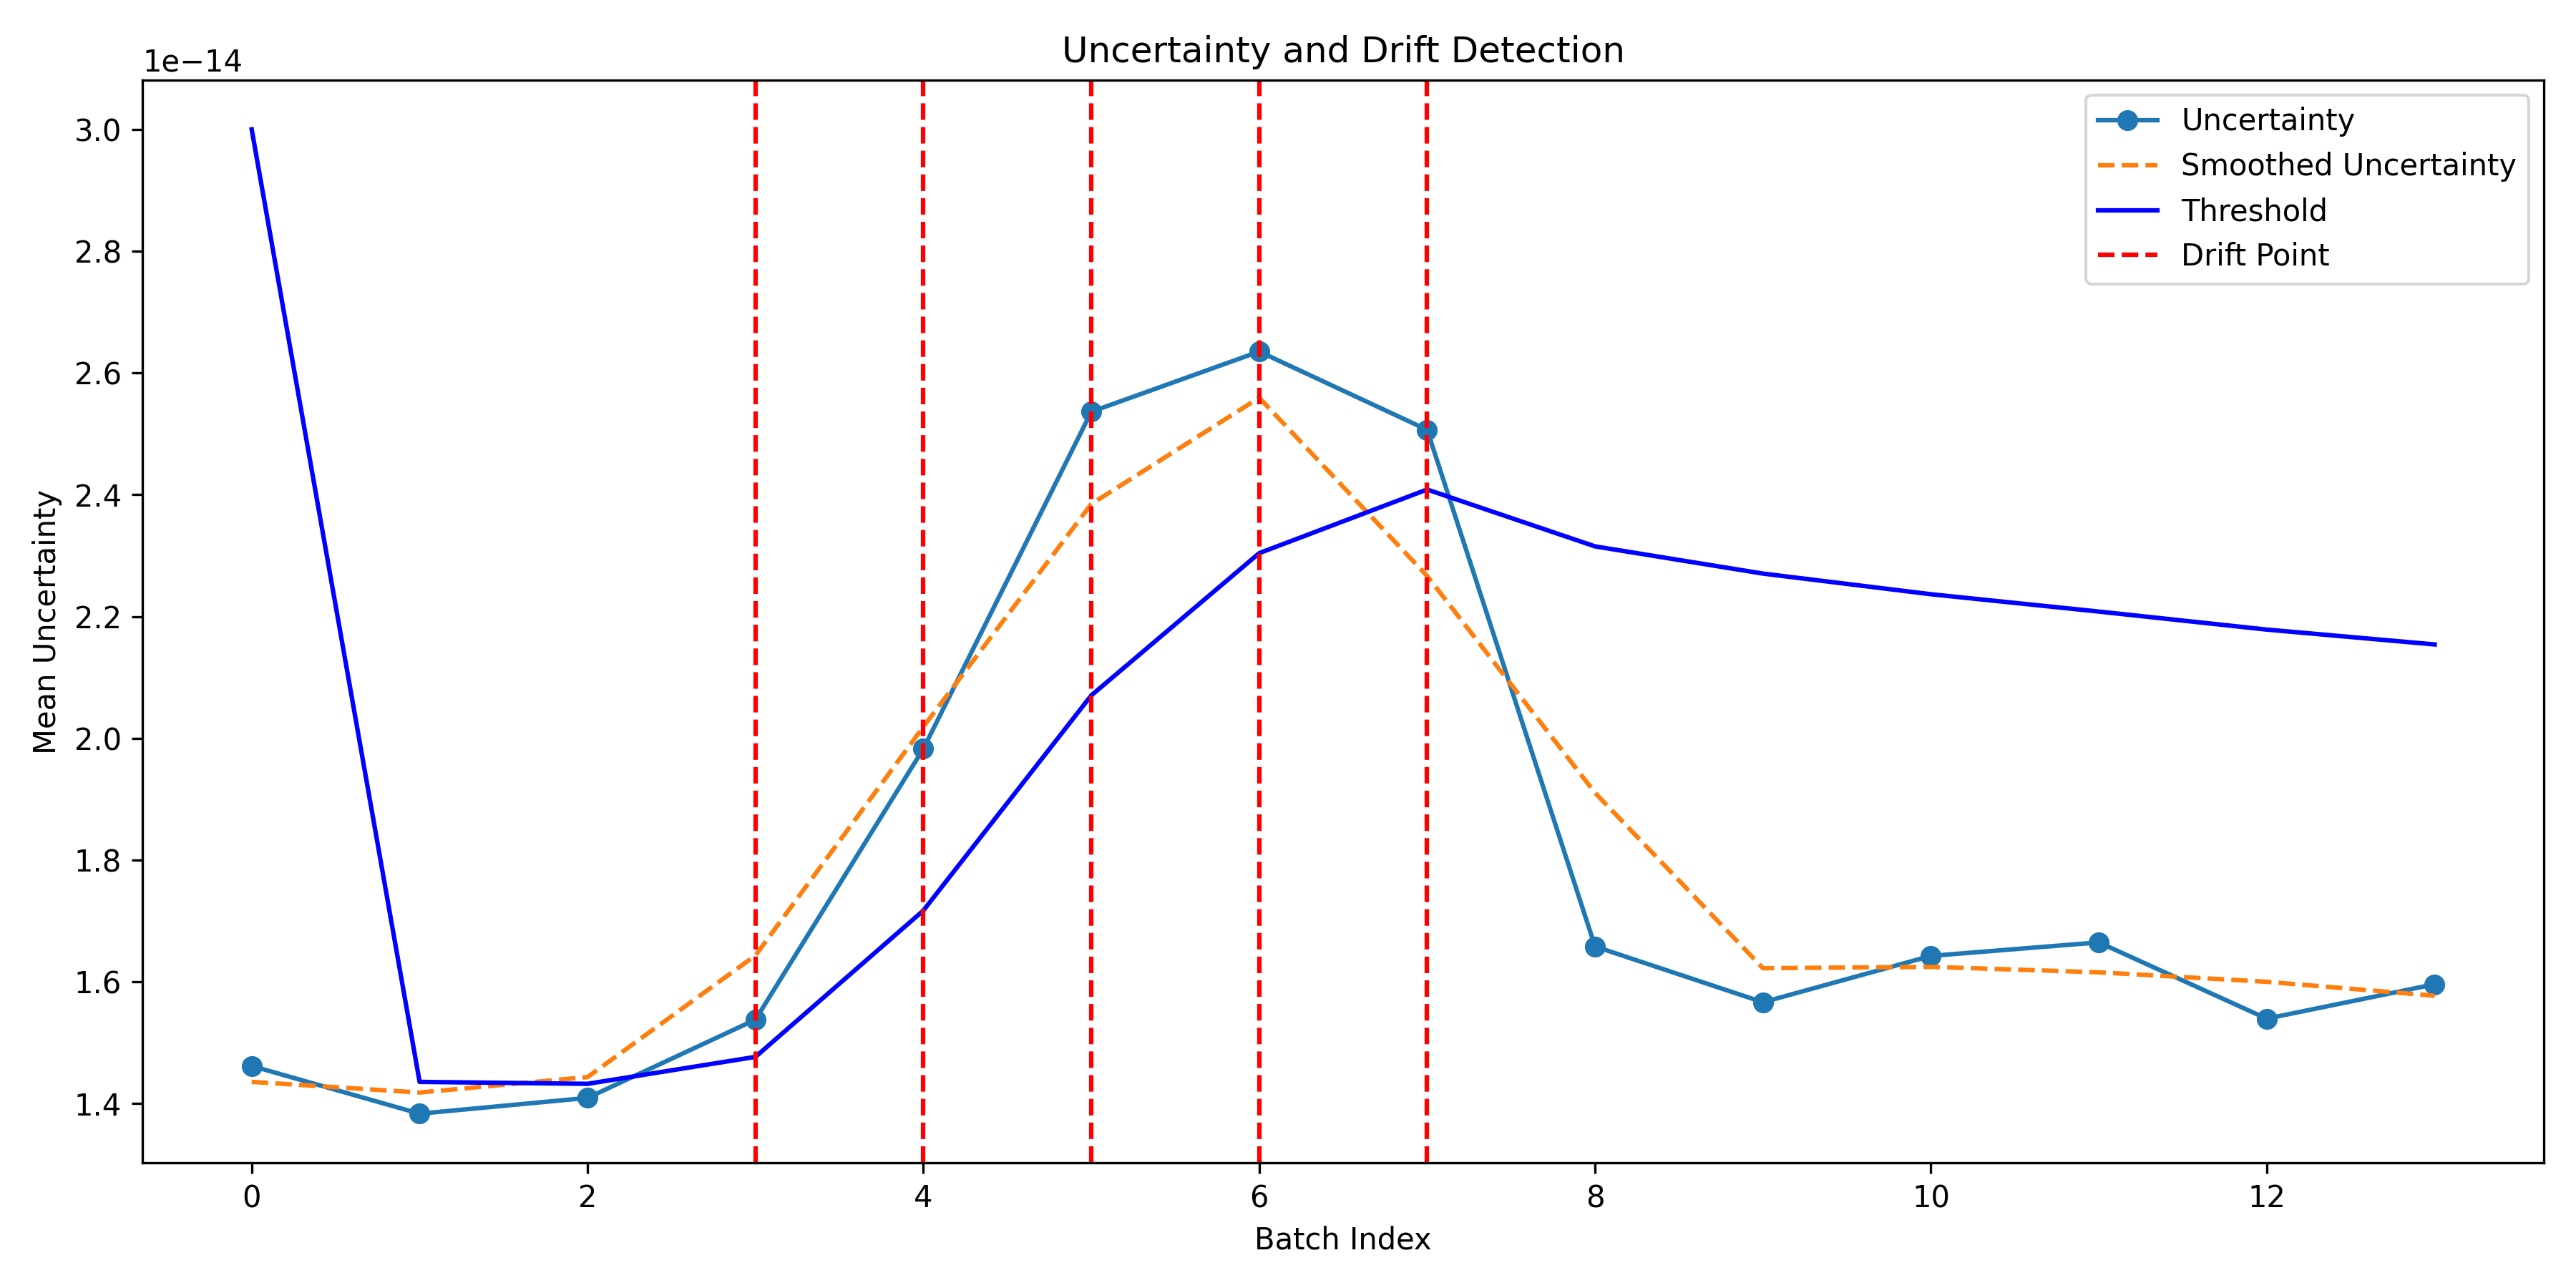 Uncertainty and Drift Detection
1e−14
3.0
2.8
2.6
2.4
2.2
2.0
1.8
1.6
1.4
Mean Uncertainty
Uncertainty
Smoothed Uncertainty
Threshold
Drift Point
0 2 4 6 8 10 12
Batch Index